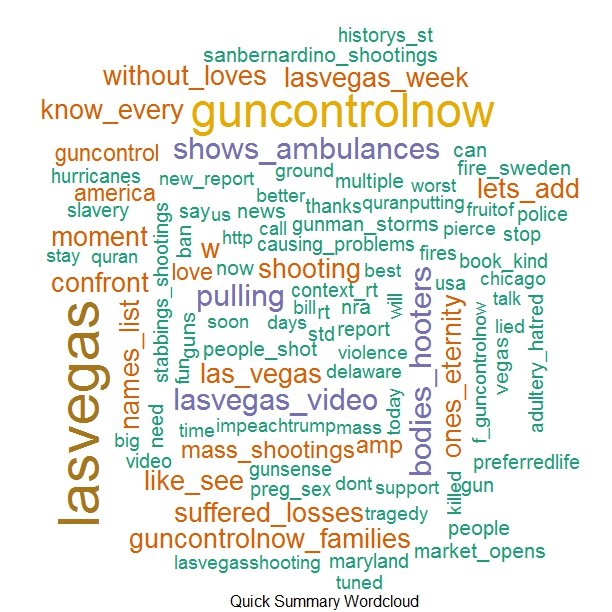 historys_st
sanbernardino_shootings
without_loves lasvegas_week
know_every guncontrolnow
guncontrol shows_ambulances can
hurricanes new_report ground multiple worst fire_sweden
america better lets_add
slavery say us news thanks quranputting fruitof police
moment w http call gunman_storms pierce stop
stay quran ban causing_problems fires book_kind
confront love now shooting best usa chicago
stabbings_shootings pulling context_rt will talk
lasvegas names_list guns soon days bill rt nra bodies_hooters ones_eternity f_guncontrolnow vegas lied adultery_hatred
std report
fun people_shot violence
las_vegas delaware
lasvegas_video today
need time impeachtrump mass
big mass_shootings amp
video gunsense preferredlife
like_see preg_sex dont support killed gun
suffered_losses tragedy
people
guncontrolnow_families market_opens
lasvegasshooting maryland
tuned
Quick Summary Wordcloud